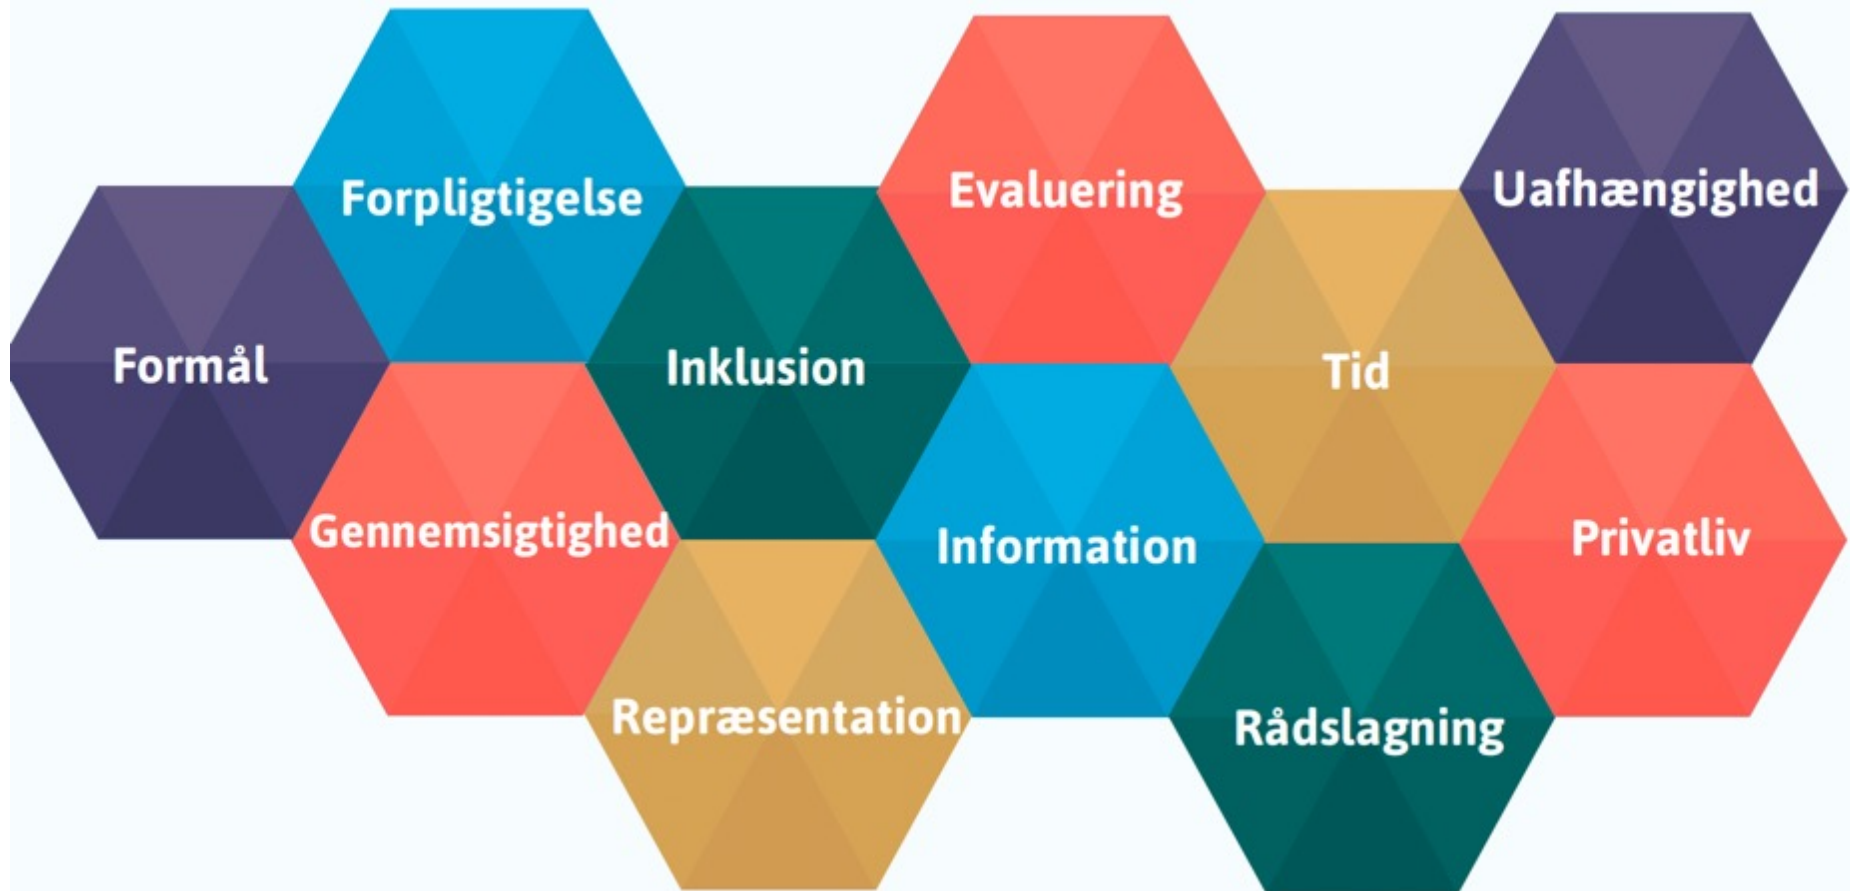 Forpligtigelse
Evaluering
Uafhængighed
Formål
Inklusion
Tid
Gennemsigtighed
Information
Privatliv
Repræsentation
Rådslagning